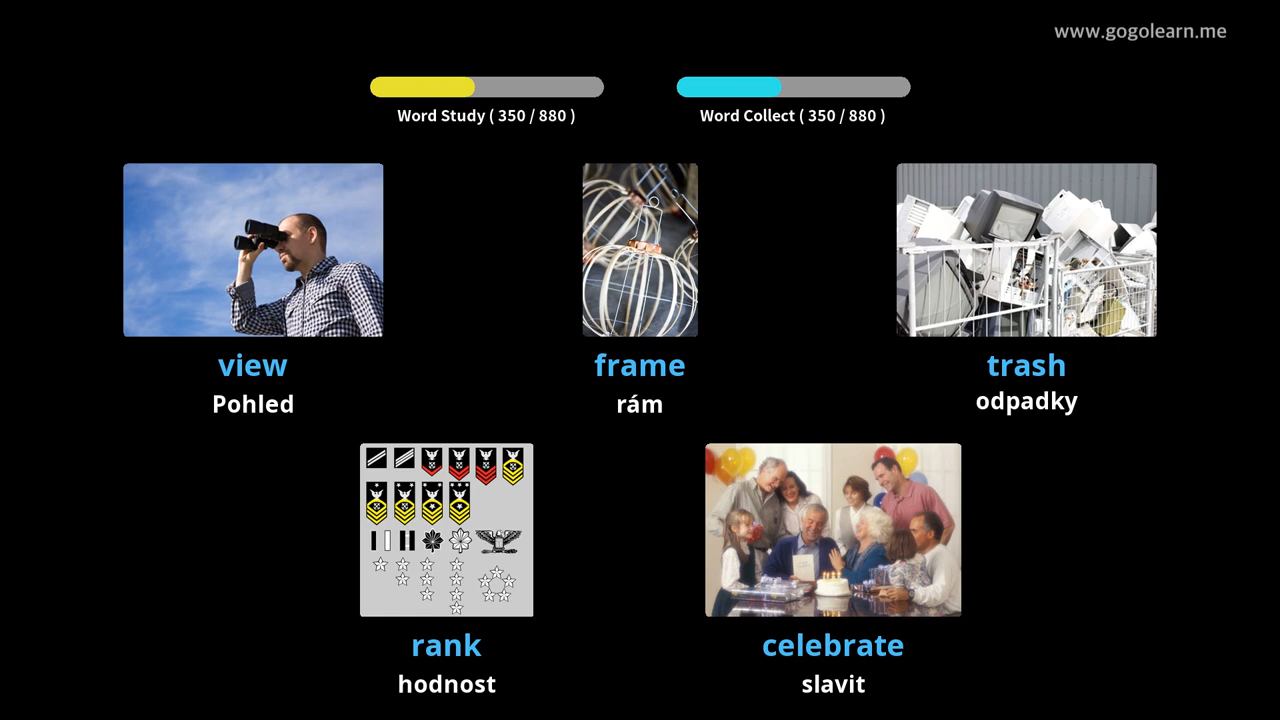 www.gogolearn.me
Word Study ( 350 / 880 )
Word Collect ( 350 / 880 )
view
Pohled
frame
rám
trash
odpadky
rank
hodnost
celebrate
slavit